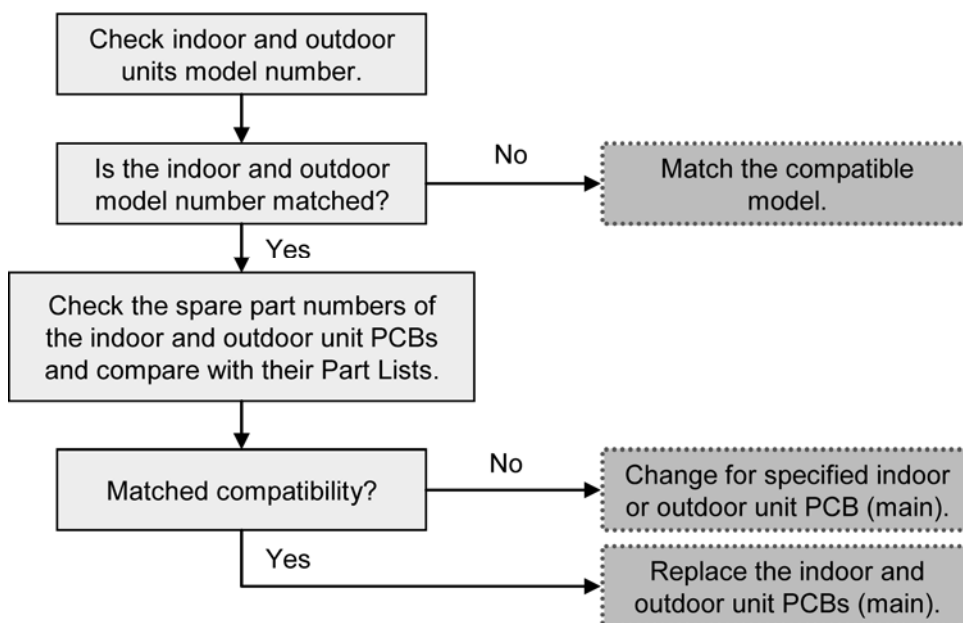 Check indoor and outdoor
units model number.
Is the indoor and outdoor
model number matched?
No
Match the compatible
model.
Yes
Check the spare part numbers of
the indoor and outdoor unit PCBs
and compare with their Part Lists.
Matched compatibility?
No
Change for specified indoor
or outdoor unit PCB (main).
Yes
Replace the indoor and
outdoor unit PCBs (main).